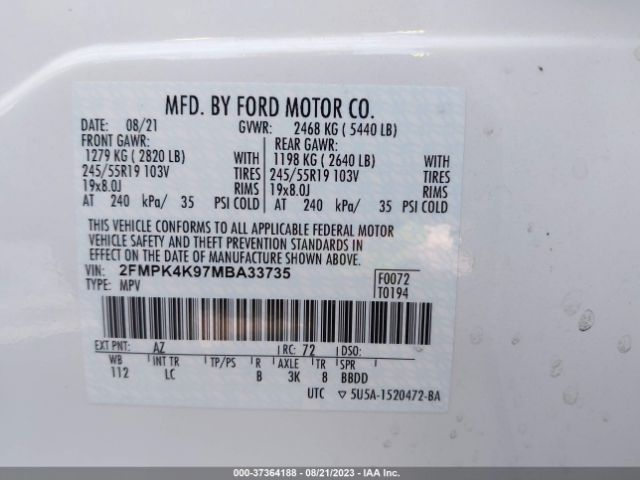 MFD. BY FORD MOTOR CO.
DATE: 08/21 GVWR: 2468 KG ( 5440 LB)
FRONT GAWR: REAR GAWR:
1279 KG ( 2820 LB) WITH 1198 KG ( 2640 LB) WITH
245/55R19 103V TIRES 245/55R19 103V TIRES
19x8.0J RIMS 19x8.0J RIMS
AT 240 kPa/ 35 PSI COLD AT 240 kPa/ 35 PSI COLD
THIS VEHICLE CONFORMS TO ALL APPLICABLE FEDERAL MOTOR
VEHICLE SAFETY AND THEFT PREVENTION STANDARDS IN
EFFECT ON THE DATE OF MANUFACTURE SHOWN ABOVE.
VIN: 2FMPK4K97MBA33735 F0072
TYPE: MPV T0194
EXT PNT: AZ RC: 72 DSO:
WB INT TR TP/PS R AXLE TR SPR
112 LC B 3K 8 BBDD
UTC ▽ 5U5A-1520472-BA
000-37364188 - 08/21/2023 - IAA Inc.